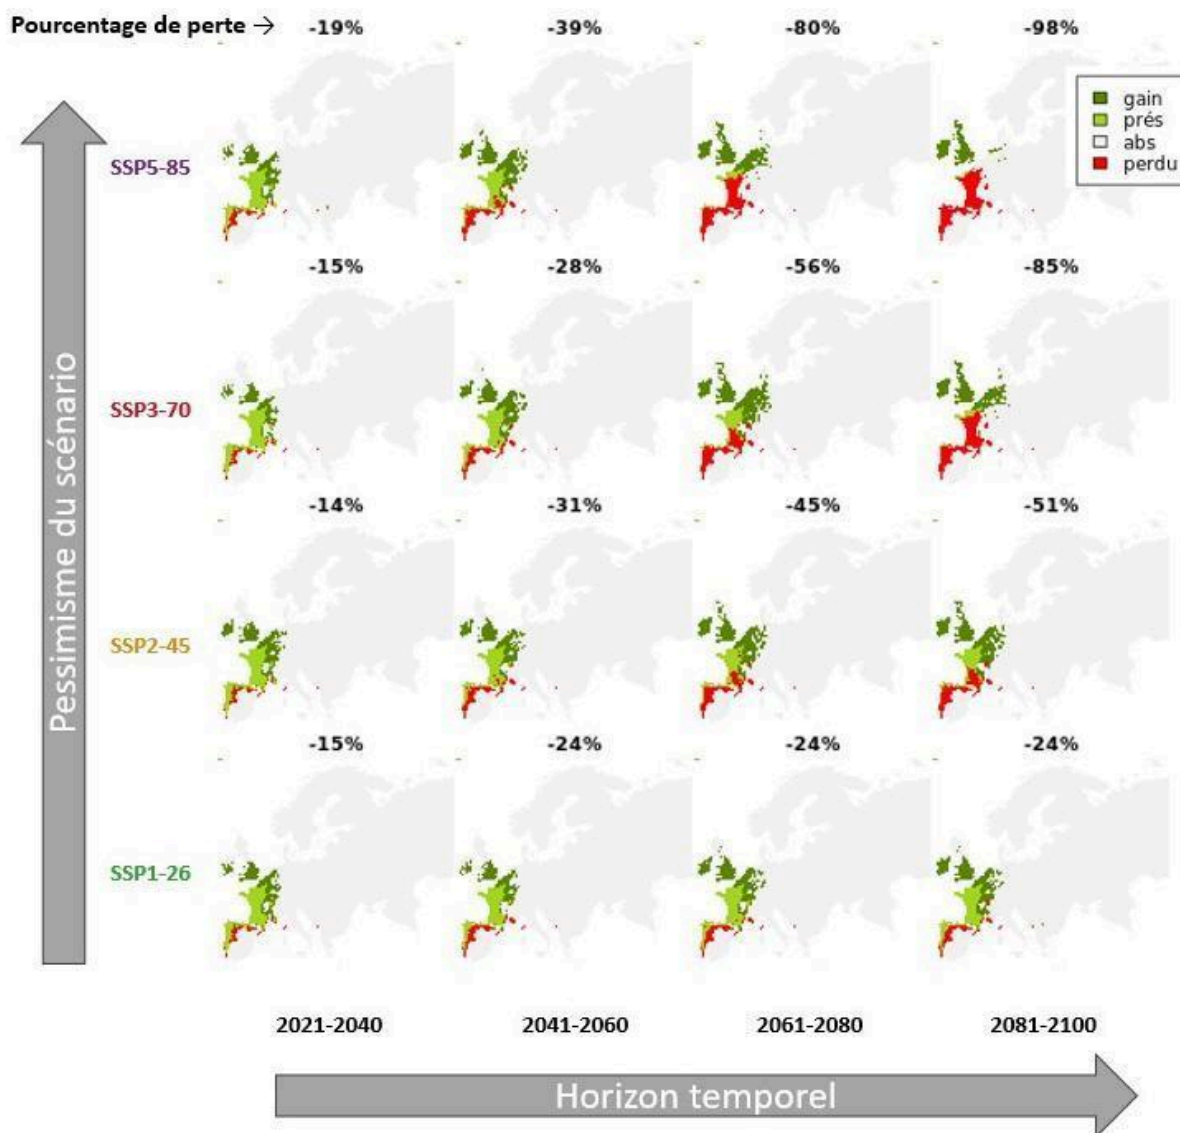 Pourcentage de perte →
-19%
-39%
-80%
-98%
gain
prés
abs
perdu
SSP5-85
-15%
-28%
-56%
-85%
SSP3-70
-14%
-31%
-45%
-51%
SSP2-45
-15%
-24%
-24%
-24%
SSP1-26
Pessimisme du scénario
2021-2040
2041-2060
2061-2080
2081-2100
Horizon temporel